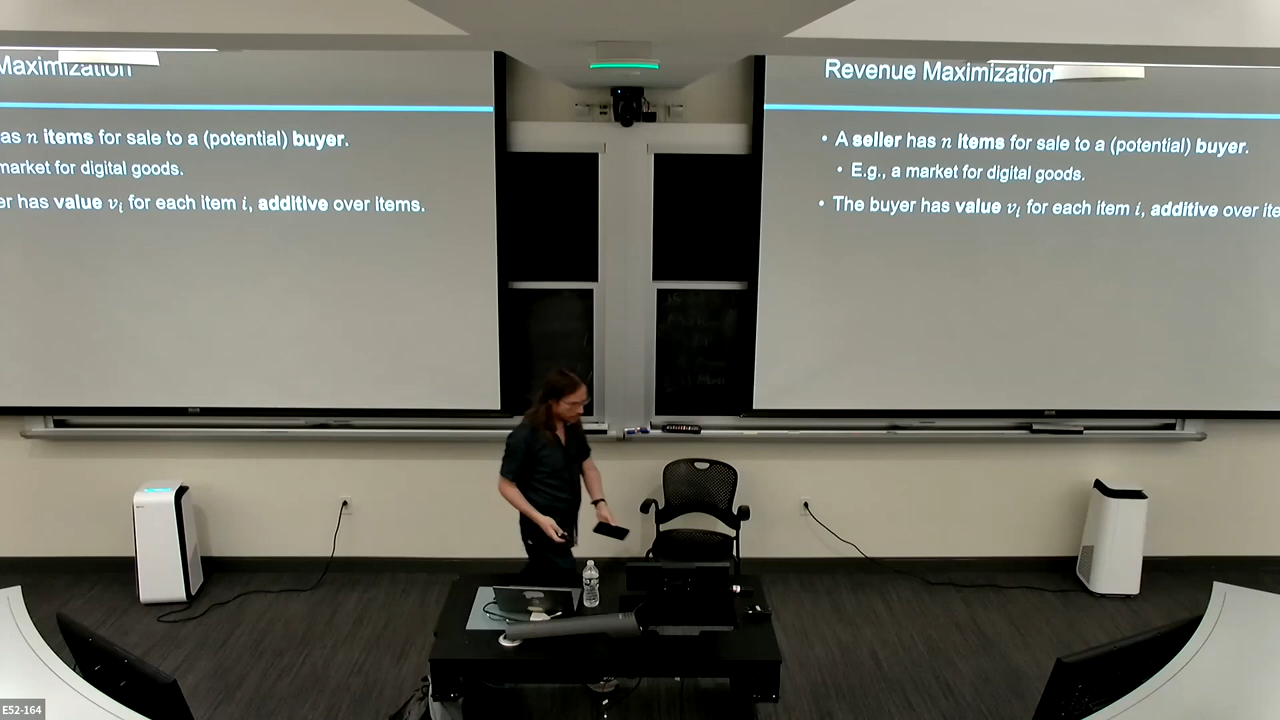 Maximization
as n items for sale to a (potential) buyer.
market for digital goods.
er has value vᵢ for each item i, additive over items.
Revenue Maximization
• A seller has n items for sale to a (potential) buyer.
• E.g., a market for digital goods.
• The buyer has value vᵢ for each item i, additive over ite
E52-164